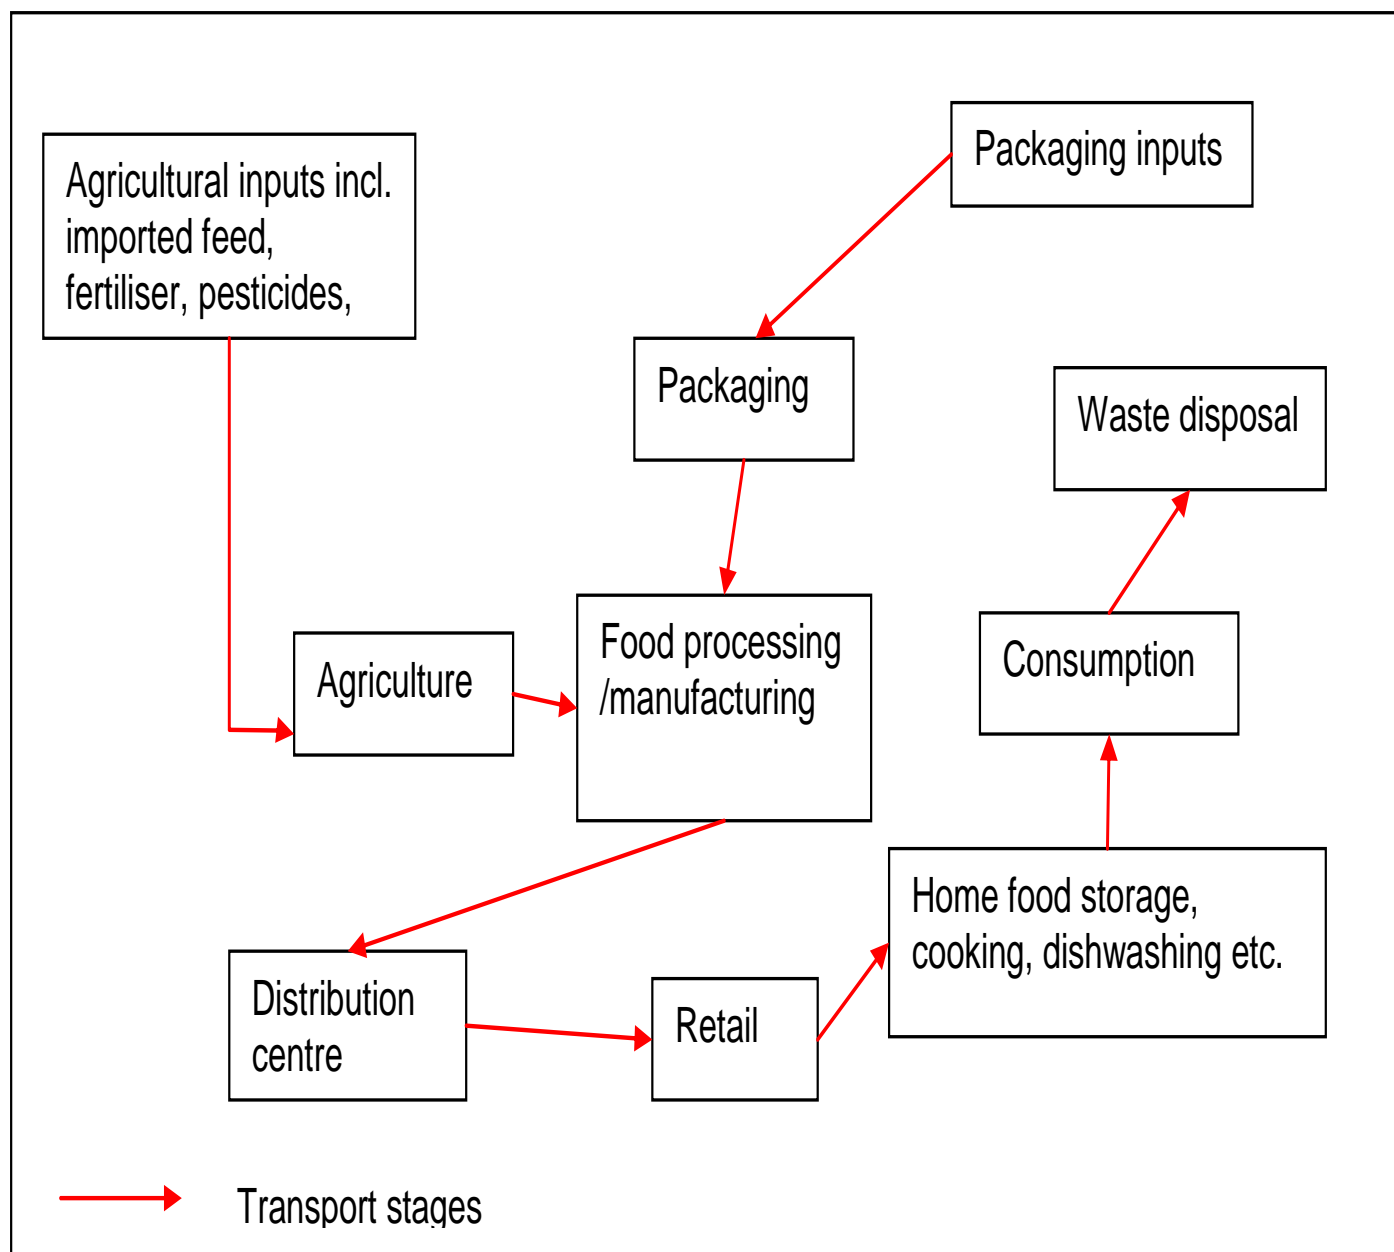 Packaging inputs
Agricultural inputs incl.
imported feed,
fertiliser, pesticides,
Packaging
Waste disposal
Food processing
/manufacturing
Agriculture
Consumption
Home food storage,
cooking, dishwashing etc.
Distribution
centre
Retail
Transport stages